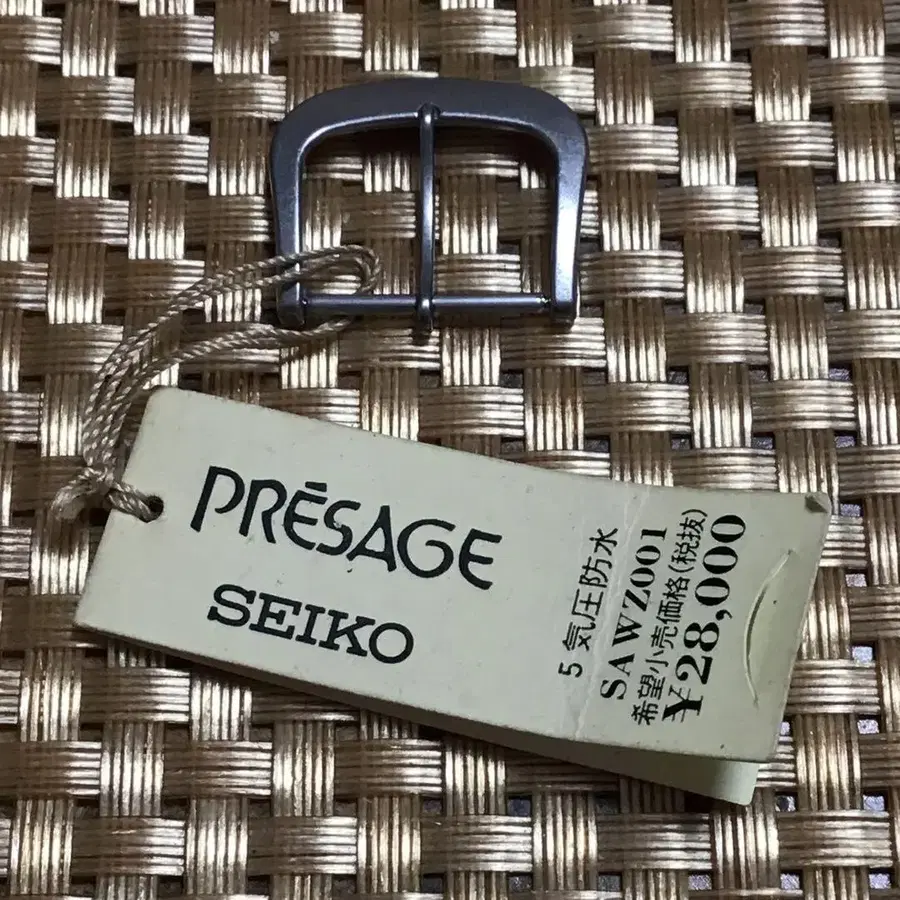 PRÉSAGE
SEIKO
5 気圧防水
SAWZ001
希望小売価格(税抜)
¥28,000